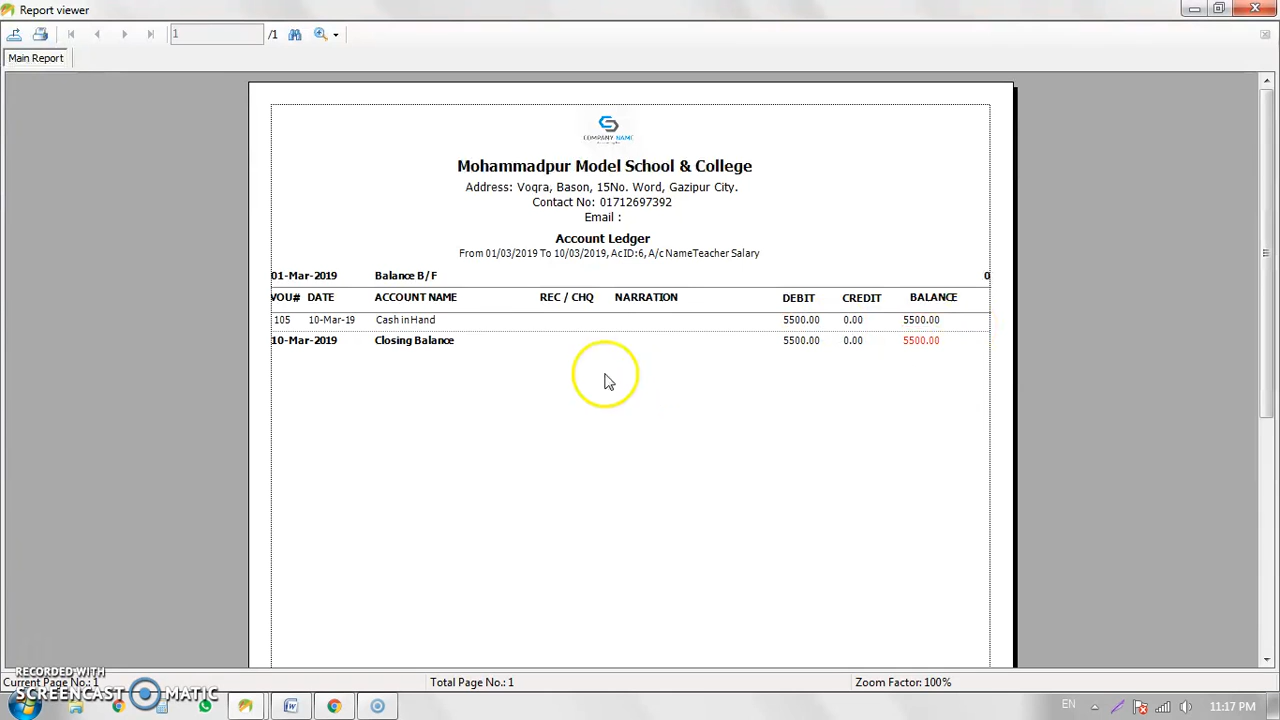 Report viewer
1
/1
Main Report
COMPANY NAME
Mohammadpur Model School & College
Address: Vogra, Bason, 15No. Word, Gazipur City.
Contact No: 01712697392
Email :
Account Ledger
From 01/03/2019 To 10/03/2019, AcID:6, A/c NameTeacher Salary
01-Mar-2019 Balance B/F 0
VOU# DATE ACCOUNT NAME REC / CHQ NARRATION DEBIT CREDIT BALANCE
105 10-Mar-19 Cash in Hand 5500.00 0.00 5500.00
10-Mar-2019 Closing Balance 5500.00 0.00 5500.00
RECORDED WITH
Current Page No.: 1 Total Page No.: 1 Zoom Factor: 100%
SCREENCAST MATIC
EN 11:17 PM